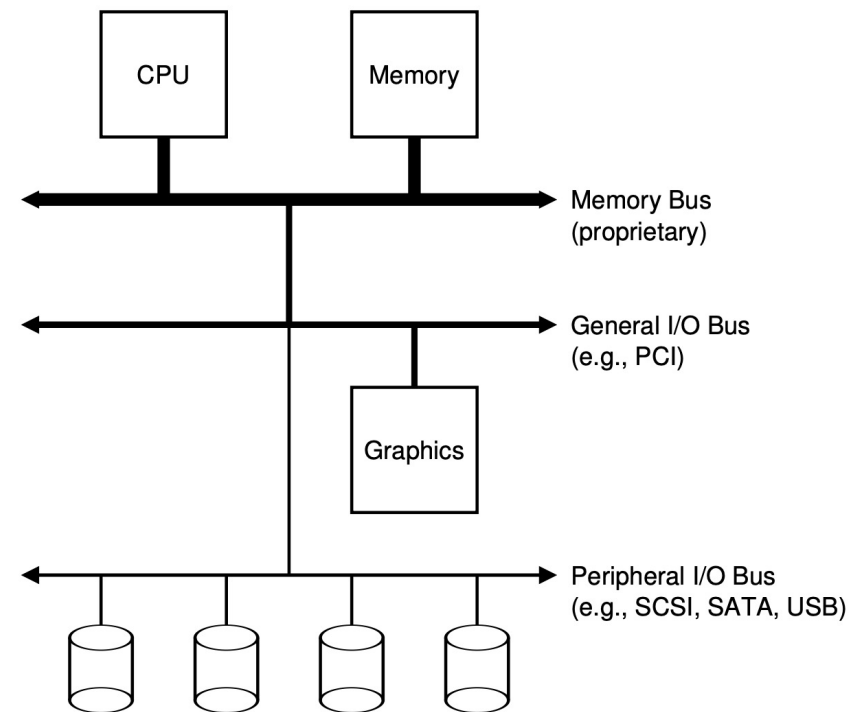 CPU
Memory
Memory Bus
(proprietary)
General I/O Bus
(e.g., PCI)
Graphics
Peripheral I/O Bus
(e.g., SCSI, SATA, USB)